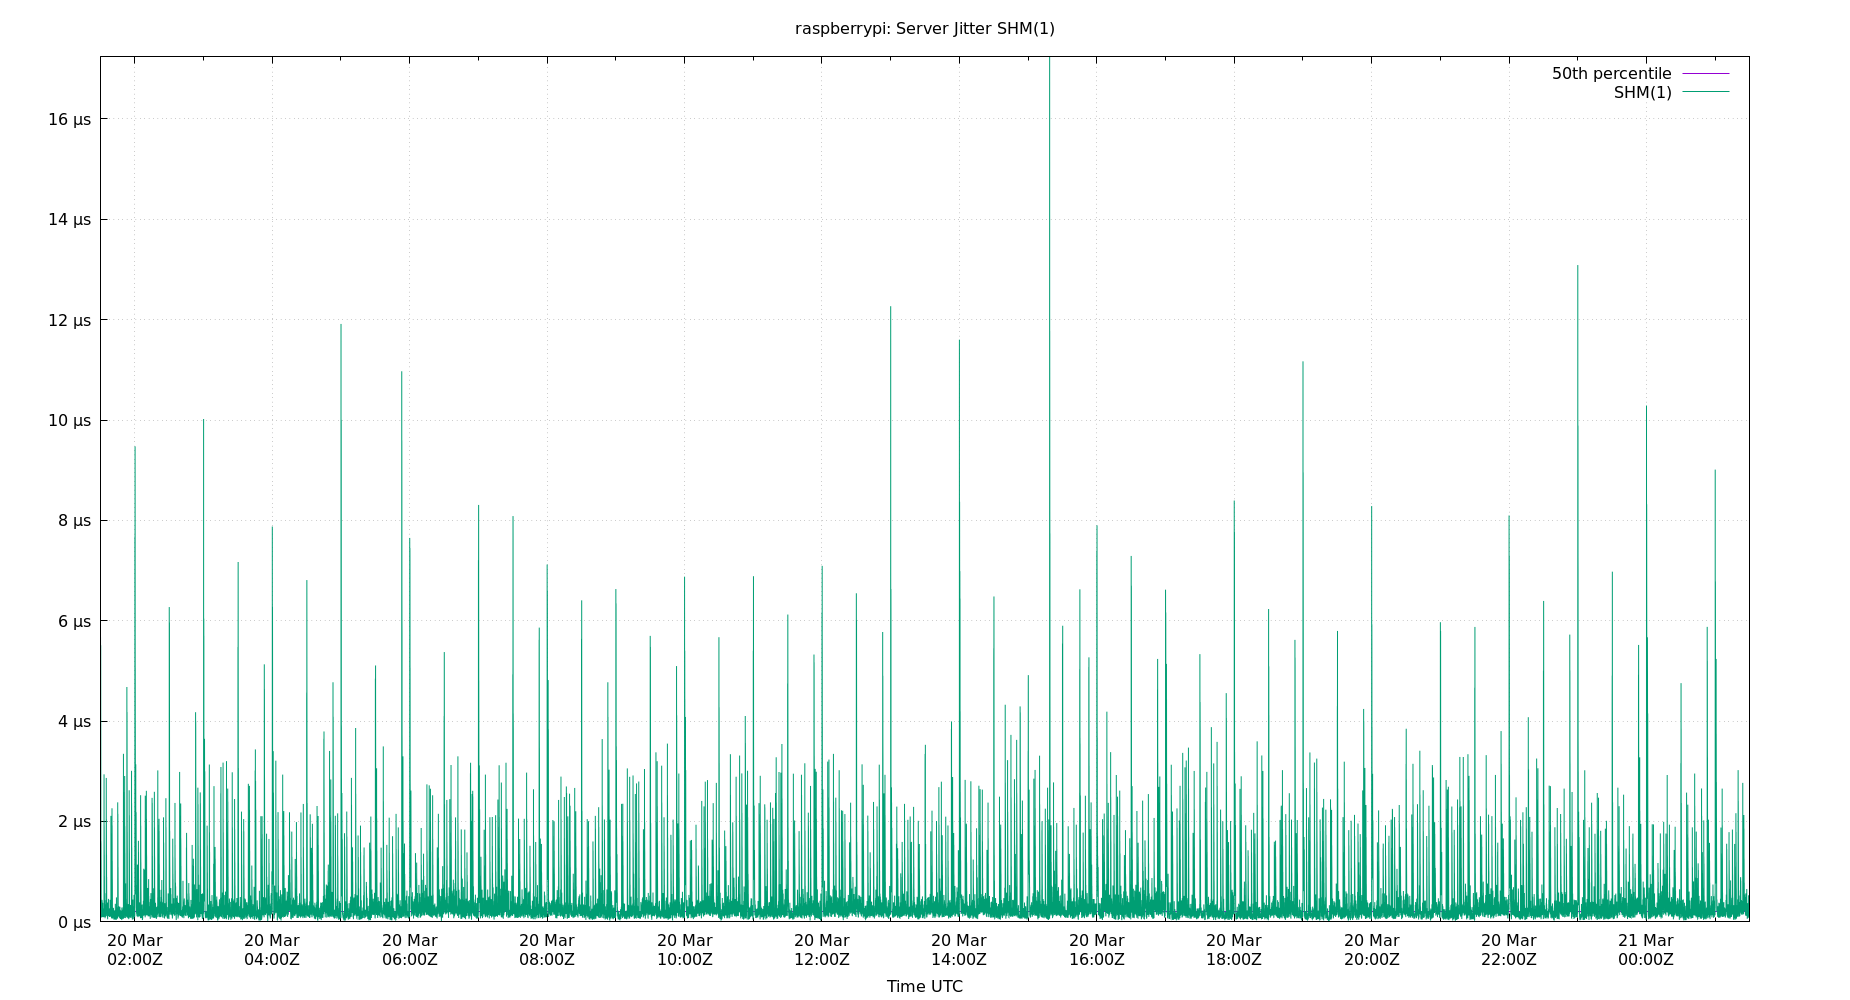 raspberrypi: Server Jitter SHM(1)
50th percentile
SHM(1)
16 µs
14 µs
12 µs
10 µs
8 µs
6 µs
4 µs
2 µs
0 µs
20 Mar 20 Mar 20 Mar 20 Mar 20 Mar 20 Mar 20 Mar 20 Mar 20 Mar 20 Mar 20 Mar 21 Mar
02:00Z 04:00Z 06:00Z 08:00Z 10:00Z 12:00Z 14:00Z 16:00Z 18:00Z 20:00Z 22:00Z 00:00Z
Time UTC